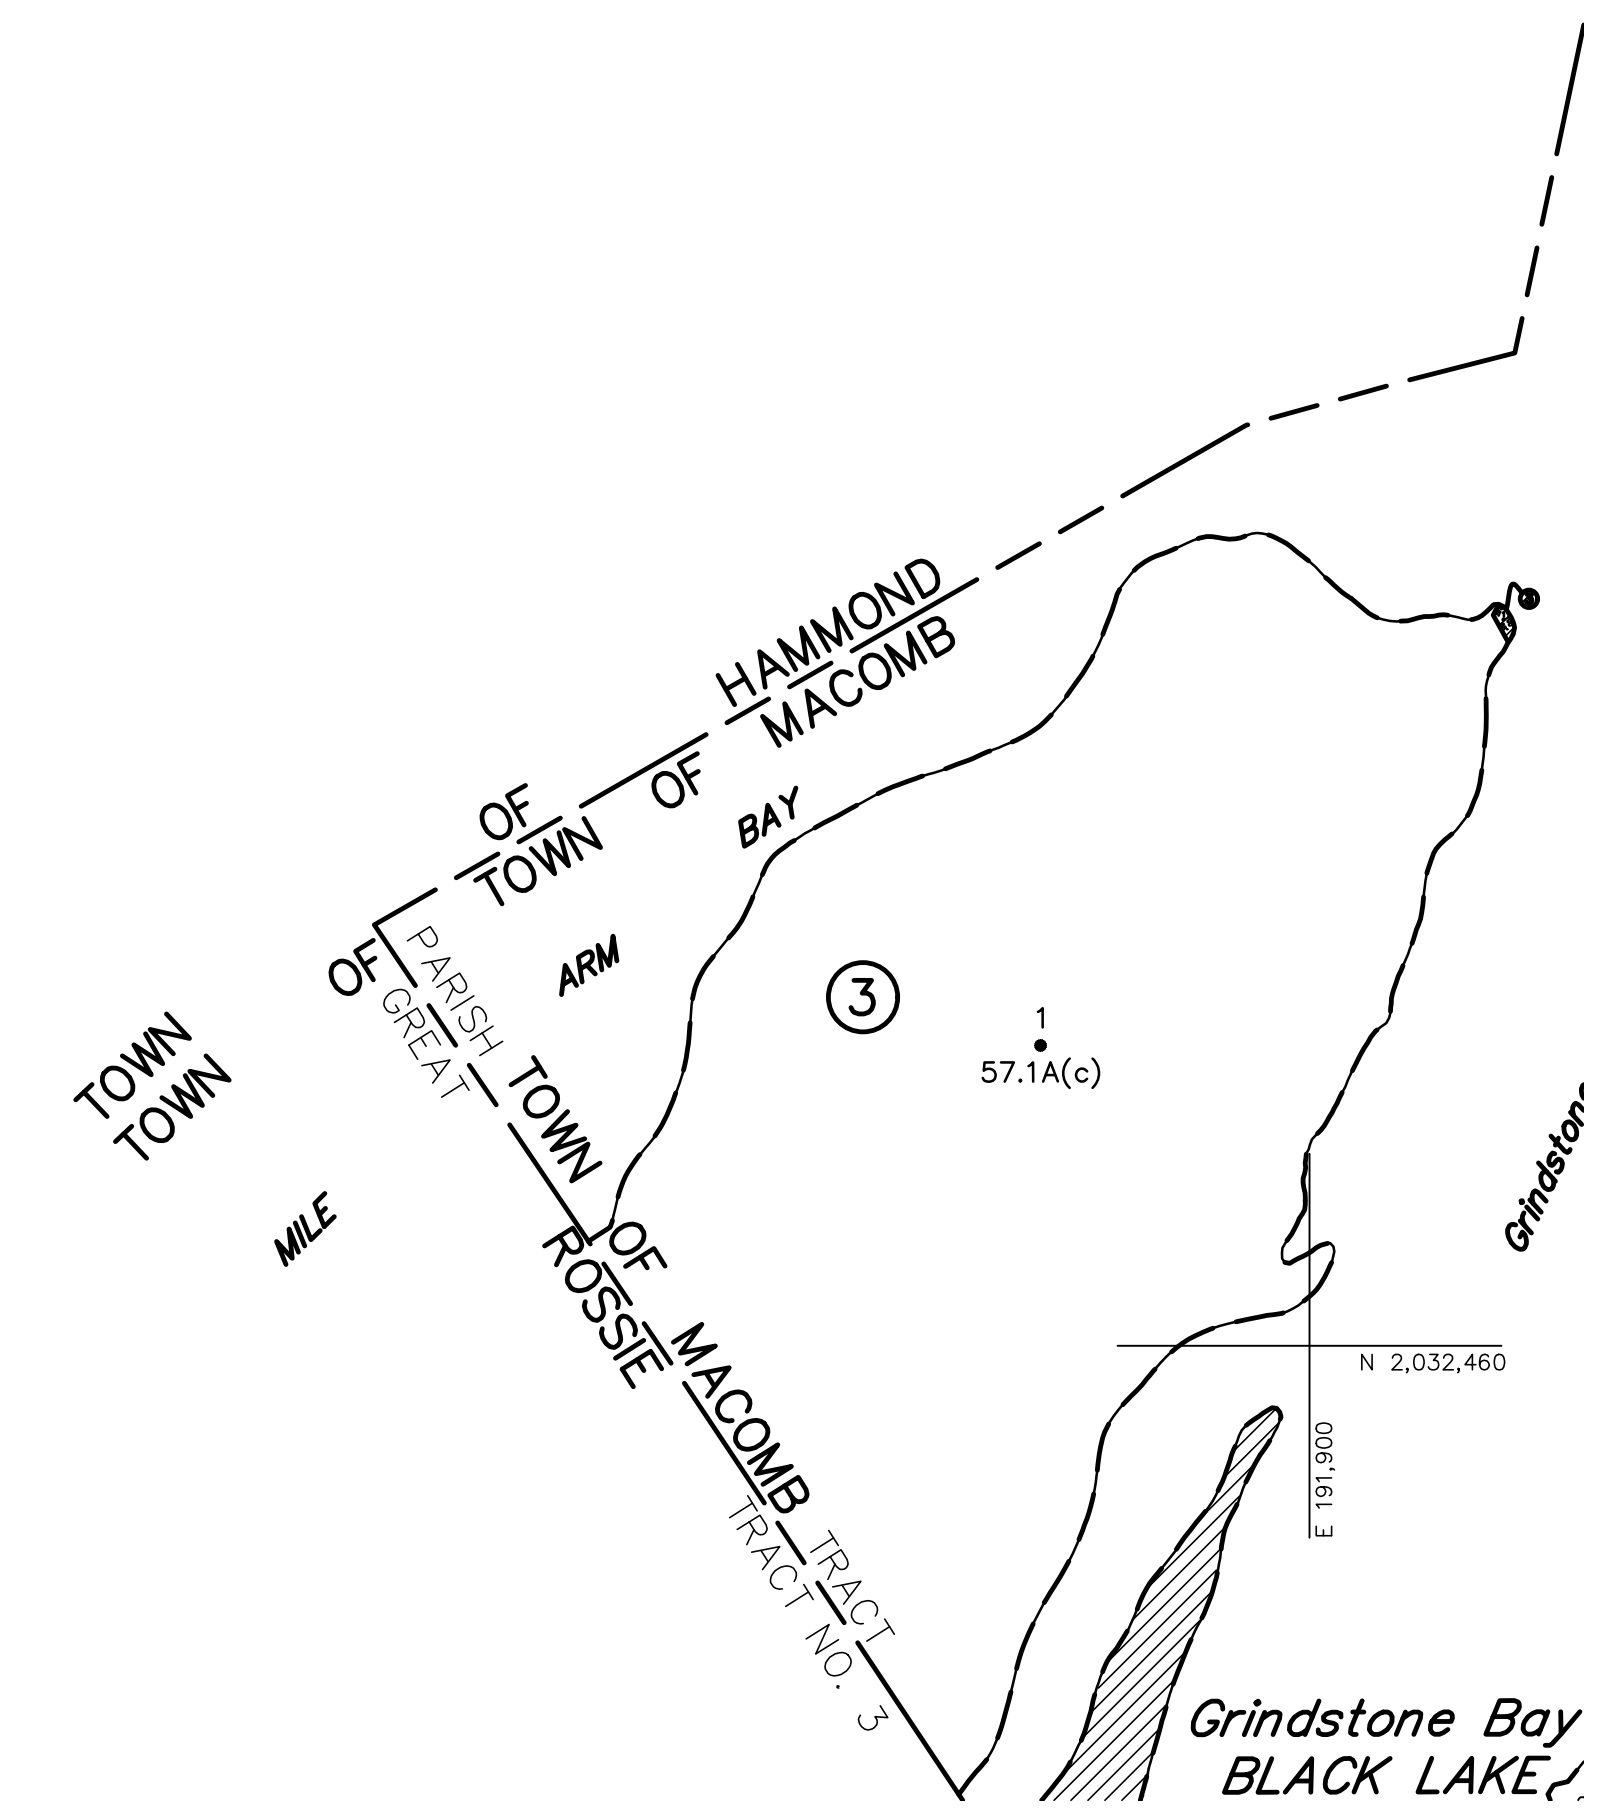 TOWN OF HAMMOND
TOWN OF ROSSIE
TOWN OF MACOMB
MILE ARM BAY
PARISH TRACT
GREAT TRACT NO. 3
TOWN OF MACOMB
3
1
57.1A(c)
Grindstone
N 2,032,460
E 191,900
Grindstone Bay
BLACK LAKE